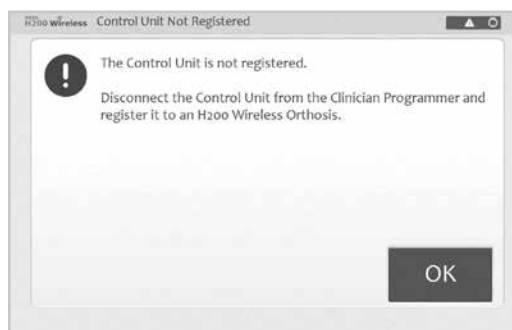 H200 Wireless Control Unit Not Registered
The Control Unit is not registered.
Disconnect the Control Unit from the Clinician Programmer and
register it to an H200 Wireless Orthosis.
OK